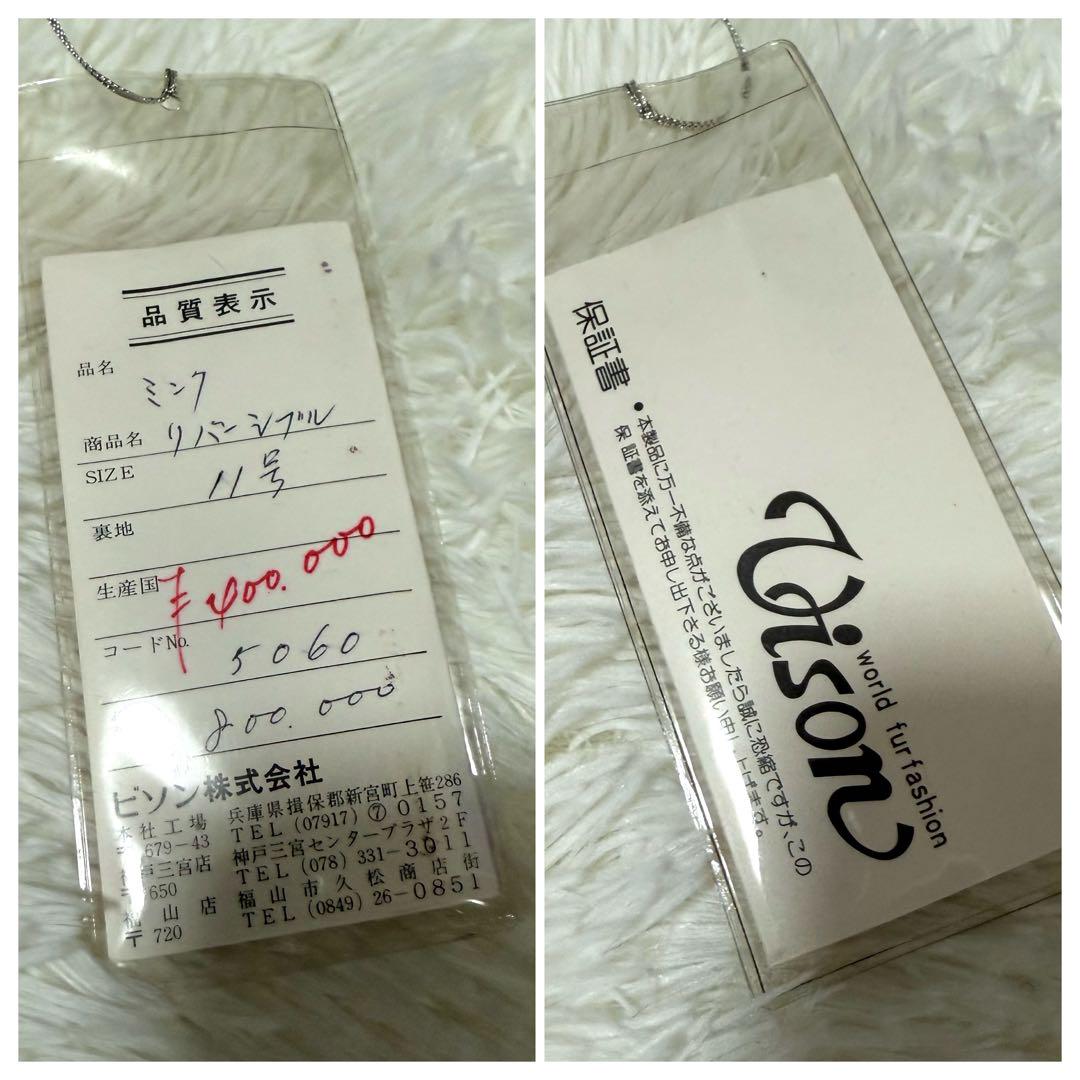 品質表示
品名 ミンク
商品名 リバーシブル
SIZE 11号
裏地
生産国 ¥400.000
コードNo. 5060
800.000
ビソン株式会社
本社工場 兵庫県揖保郡新宮町上笹286
〒679-43 TEL (07917) ⑦ 0157
神戸三宮店 神戸三宮センタープラザ2F
〒650 TEL (078) 331-3011
福山店 福山市久松商店街
〒720 TEL (0849) 26-0851
保証書
• 本製品に万一不備な点がございましたら誠に恐縮ですが、この
保証書を添えてお申し出下さる様お願い申し上げます。
Vison
world fur fashion